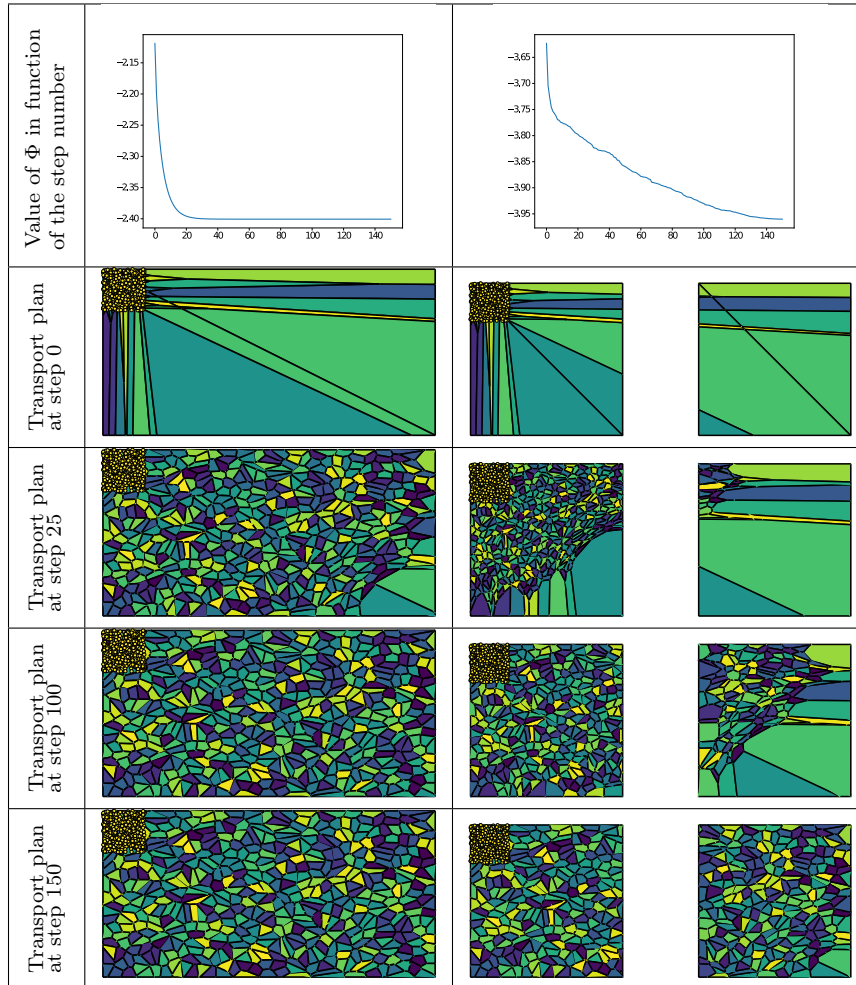 Value of Φ in function
of the step number
−2.15
−2.20
−2.25
−2.30
−2.35
−2.40
0 20 40 60 80 100 120 140
−3,65
−3,70
−3,75
−3,80
−3,85
−3,90
−3,95
0 20 40 60 80 100 120 140
Transport plan
at step 0
Transport plan
at step 25
Transport plan
at step 100
Transport plan
at step 150